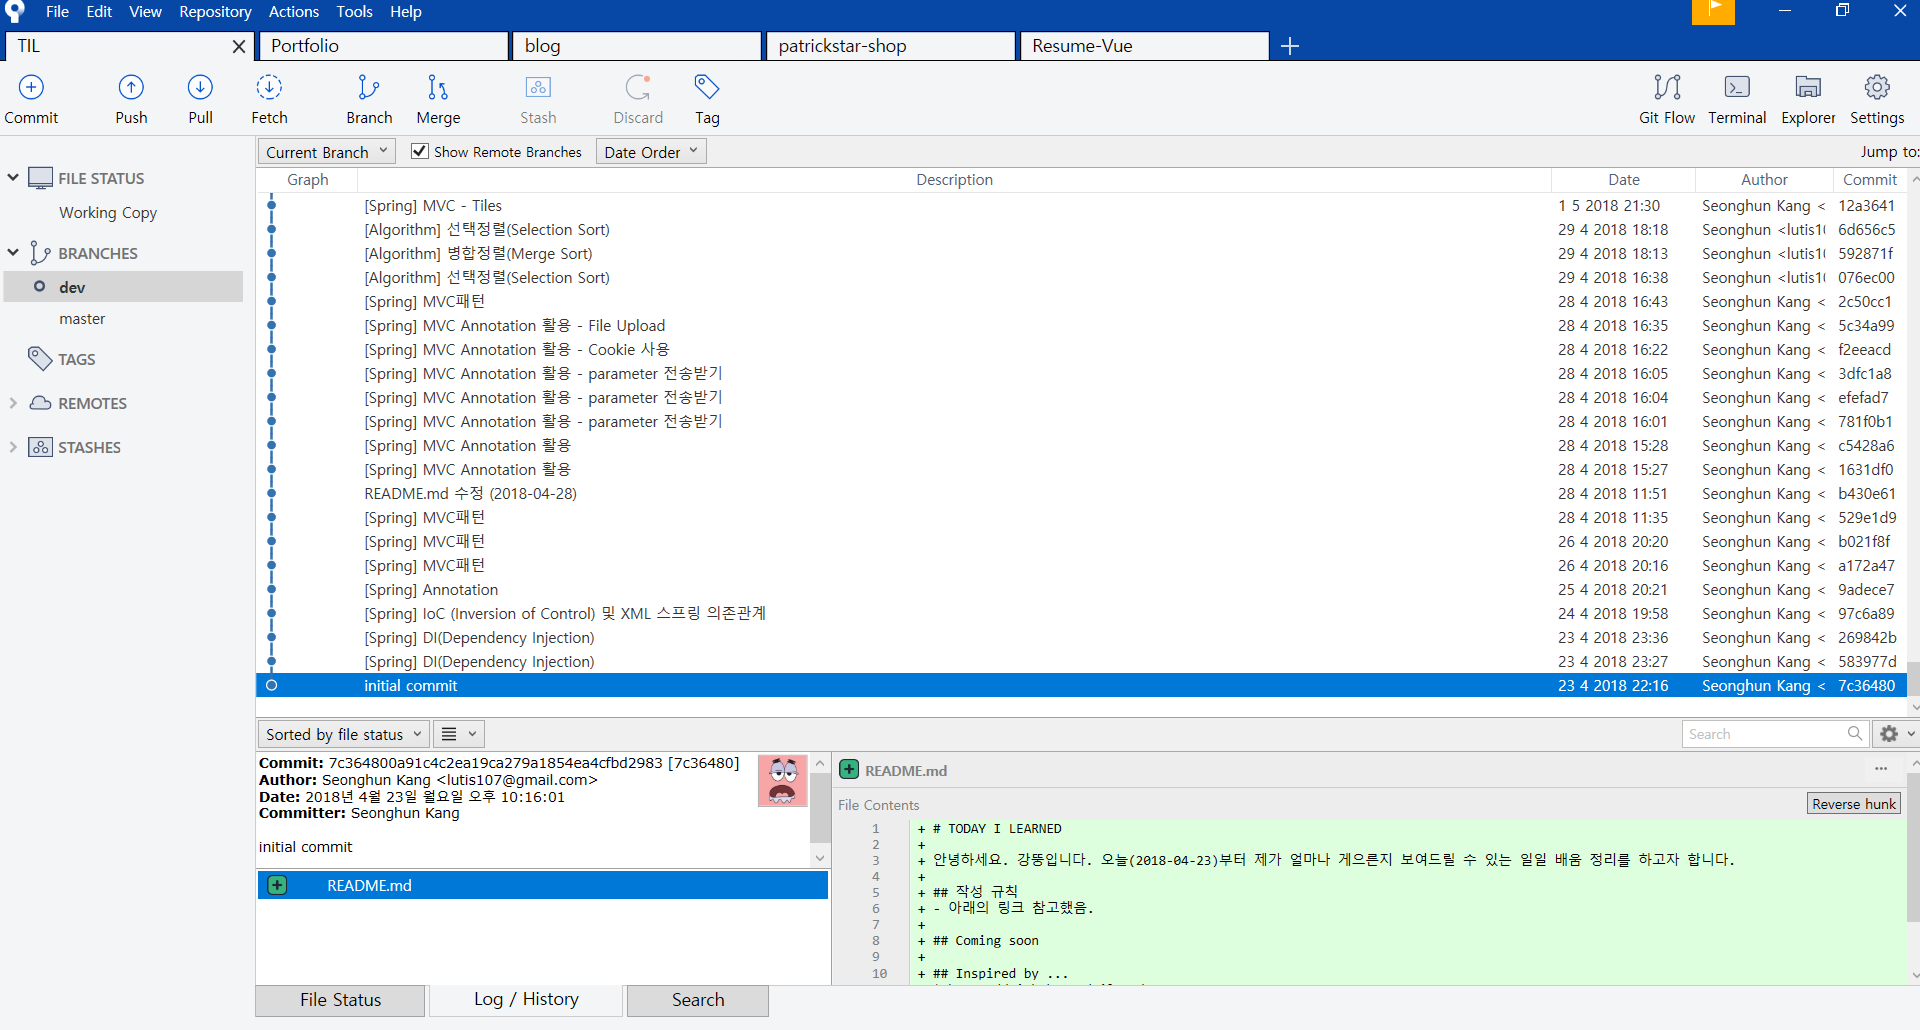 File Edit View Repository Actions Tools Help
TIL Portfolio blog patrickstar-shop Resume-Vue
Commit Push Pull Fetch Branch Merge Stash Discard Tag Git Flow Terminal Explorer Settings
Current Branch Show Remote Branches Date Order Jump to:
FILE STATUS
Working Copy
BRANCHES
dev
master
TAGS
REMOTES
STASHES
Graph Description Date Author Commit
[Spring] MVC - Tiles 1 5 2018 21:30 Seonghun Kang < 12a3641
[Algorithm] 선택정렬(Selection Sort) 29 4 2018 18:18 Seonghun <lutis1 6d656c5
[Algorithm] 병합정렬(Merge Sort) 29 4 2018 18:13 Seonghun <lutis1 592871f
[Algorithm] 선택정렬(Selection Sort) 29 4 2018 16:38 Seonghun <lutis1 076ec00
[Spring] MVC패턴 28 4 2018 16:43 Seonghun Kang < 2c50cc1
[Spring] MVC Annotation 활용 - File Upload 28 4 2018 16:35 Seonghun Kang < 5c34a99
[Spring] MVC Annotation 활용 - Cookie 사용 28 4 2018 16:22 Seonghun Kang < f2eeacd
[Spring] MVC Annotation 활용 - parameter 전송받기 28 4 2018 16:05 Seonghun Kang < 3dfc1a8
[Spring] MVC Annotation 활용 - parameter 전송받기 28 4 2018 16:04 Seonghun Kang < efefad7
[Spring] MVC Annotation 활용 - parameter 전송받기 28 4 2018 16:01 Seonghun Kang < 781f0b1
[Spring] MVC Annotation 활용 28 4 2018 15:28 Seonghun Kang < c5428a6
[Spring] MVC Annotation 활용 28 4 2018 15:27 Seonghun Kang < 1631df0
README.md 수정 (2018-04-28) 28 4 2018 11:51 Seonghun Kang < b430e61
[Spring] MVC패턴 28 4 2018 11:35 Seonghun Kang < 529e1d9
[Spring] MVC패턴 26 4 2018 20:20 Seonghun Kang < b021f8f
[Spring] MVC패턴 26 4 2018 20:16 Seonghun Kang < a172a47
[Spring] Annotation 25 4 2018 20:21 Seonghun Kang < 9adece7
[Spring] IoC (Inversion of Control) 및 XML 스프링 의존관계 24 4 2018 19:58 Seonghun Kang < 97c6a89
[Spring] DI(Dependency Injection) 23 4 2018 23:36 Seonghun Kang < 269842b
[Spring] DI(Dependency Injection) 23 4 2018 23:27 Seonghun Kang < 583977d
initial commit 23 4 2018 22:16 Seonghun Kang < 7c36480
Sorted by file status Search
Commit: 7c364800a91c4c2ea19ca279a1854ea4cfbd2983 [7c36480]
Author: Seonghun Kang <lutis107@gmail.com>
Date: 2018년 4월 23일 월요일 오후 10:16:01
Committer: Seonghun Kang
initial commit
README.md
README.md ...
File Contents Reverse hunk
1 + # TODAY I LEARNED
2 +
3 + 안녕하세요. 강뚱입니다. 오늘(2018-04-23)부터 제가 얼마나 게으른지 보여드릴 수 있는 일일 배움 정리를 하고자 합니다.
4 +
5 + ## 작성 규칙
6 + - 아래의 링크 참고했음.
7 +
8 + ## Coming soon
9 +
10 + ## Inspired by ...
File Status Log / History Search